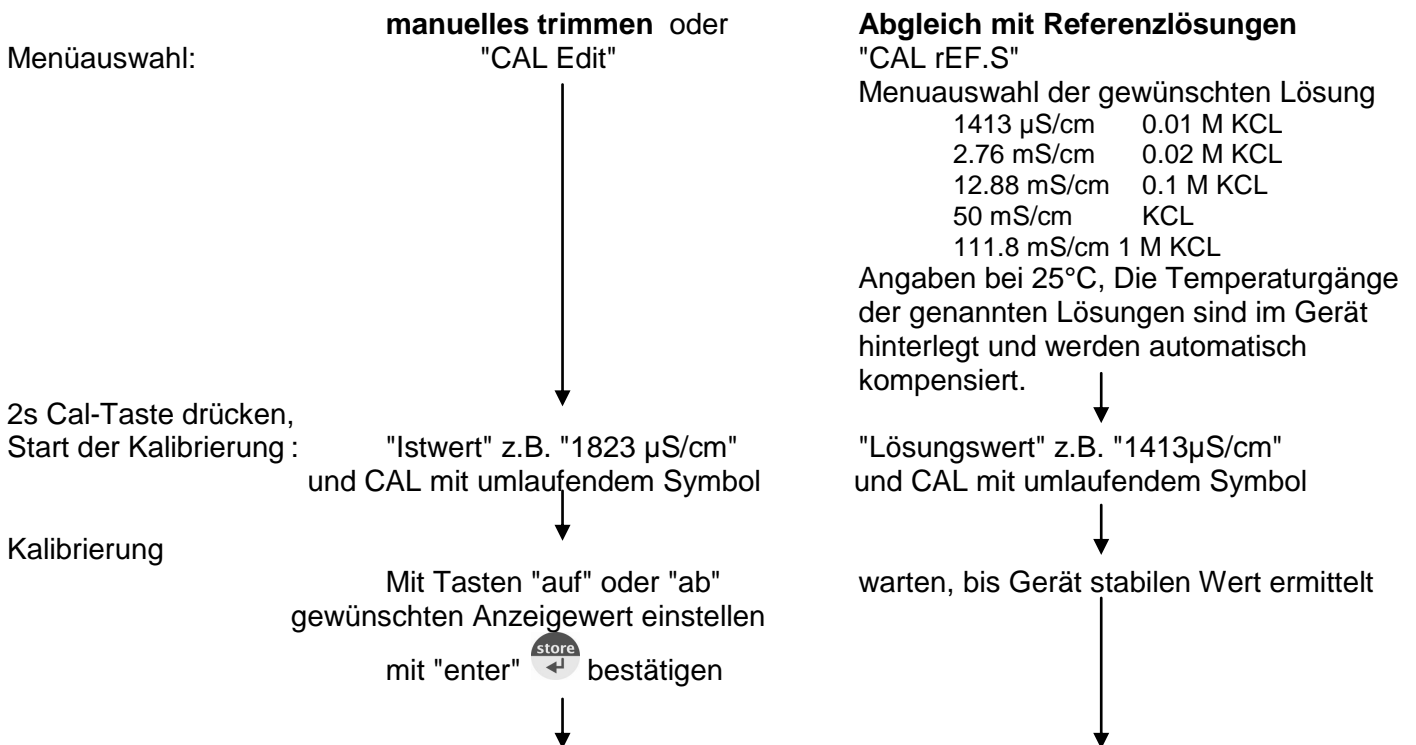 manuelles trimmen oder
Abgleich mit Referenzlösungen
Menüauswahl:
"CAL Edit"
"CAL rEF.S"
Menuauswahl der gewünschten Lösung
1413 µS/cm 0.01 M KCL
2.76 mS/cm 0.02 M KCL
12.88 mS/cm 0.1 M KCL
50 mS/cm KCL
111.8 mS/cm 1 M KCL
Angaben bei 25°C, Die Temperaturgänge
der genannten Lösungen sind im Gerät
hinterlegt und werden automatisch
kompensiert.
2s Cal-Taste drücken,
Start der Kalibrierung :
"Istwert" z.B. "1823 µS/cm"
und CAL mit umlaufendem Symbol
"Lösungswert" z.B. "1413µS/cm"
und CAL mit umlaufendem Symbol
Kalibrierung
Mit Tasten "auf" oder "ab"
gewünschten Anzeigewert einstellen
store
mit "enter" bestätigen
warten, bis Gerät stabilen Wert ermittelt